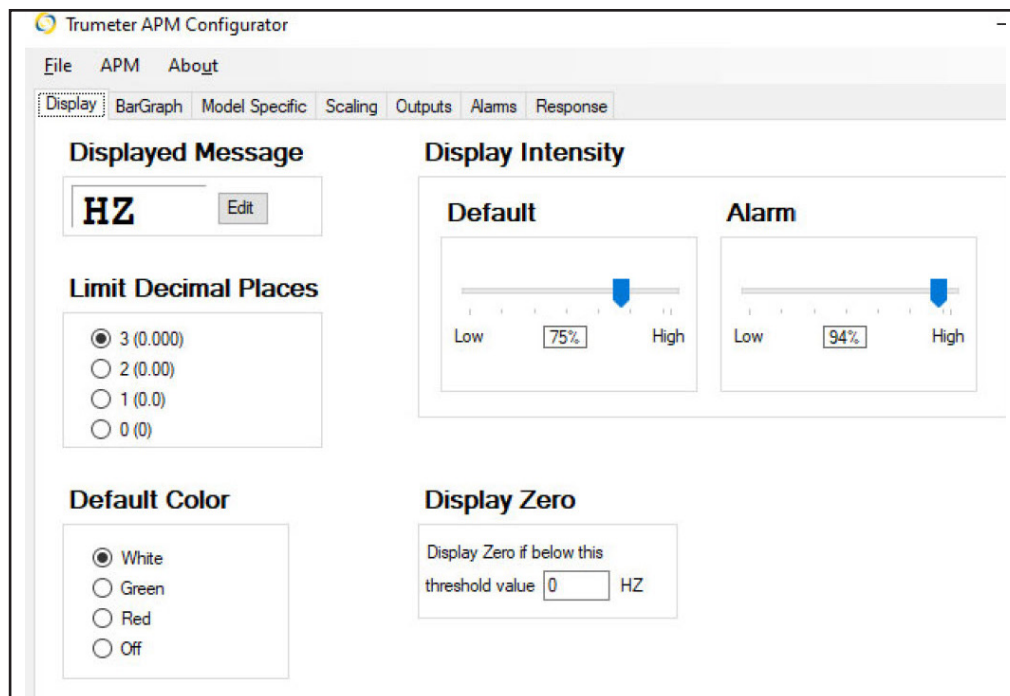 Trumeter APM Configurator
File APM About
Display BarGraph Model Specific Scaling Outputs Alarms Response
Displayed Message
HZ Edit
Limit Decimal Places
3 (0.000)
2 (0.00)
1 (0.0)
0 (0)
Default Color
White
Green
Red
Off
Display Intensity
Default
Low 75% High
Alarm
Low 94% High
Display Zero
Display Zero if below this
threshold value 0 HZ